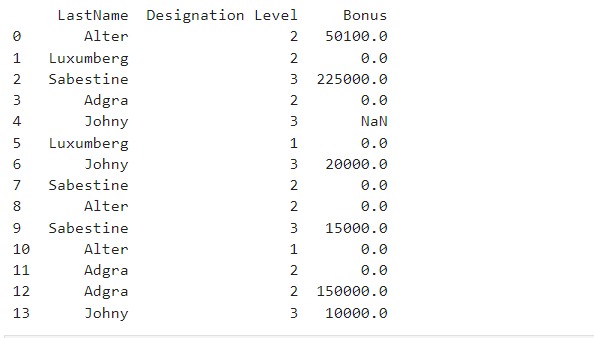 LastName Designation Level Bonus
0 Alter 2 50100.0
1 Luxumberg 2 0.0
2 Sabestine 3 225000.0
3 Adgra 2 0.0
4 Johny 3 NaN
5 Luxumberg 1 0.0
6 Johny 3 20000.0
7 Sabestine 2 0.0
8 Alter 2 0.0
9 Sabestine 3 15000.0
10 Alter 1 0.0
11 Adgra 2 0.0
12 Adgra 2 150000.0
13 Johny 3 10000.0